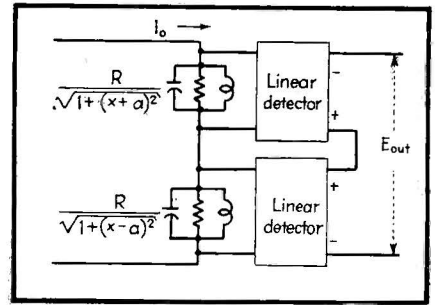 I₀ →
R
√1+(x+a)²
Linear
detector
−
+
E_out
R
√1+(x−a)²
Linear
detector
+
−